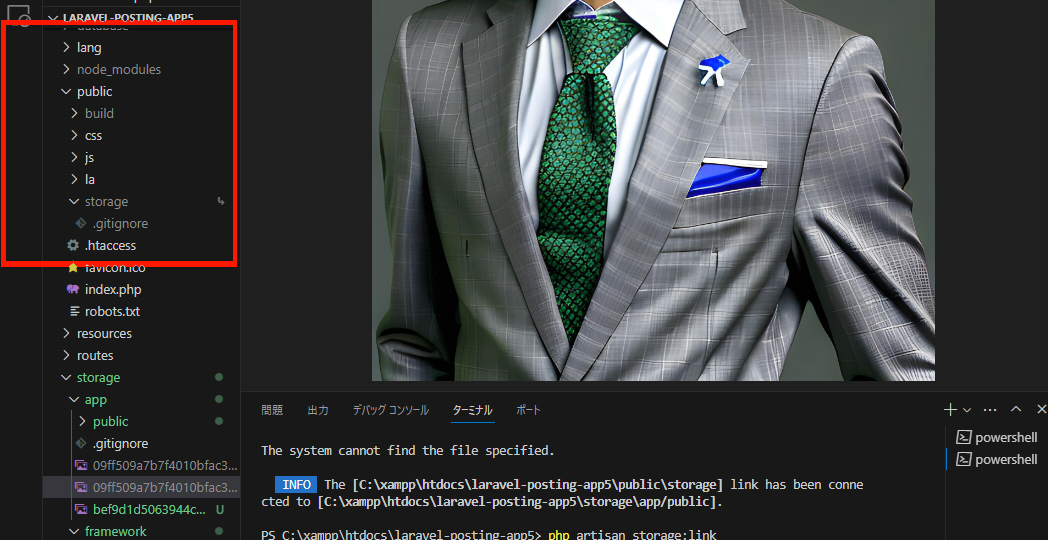 LARAVEL-POSTING-APP5
database
lang
node_modules
public
build
css
js
la
storage
.gitignore
.htaccess
favicon.ico
index.php
robots.txt
resources
routes
storage
app
public
.gitignore
09ff509a7b7f4010bfac3...
09ff509a7b7f4010bfac3...
bef9d1d5063944c... U
framework
問題 出力 デバッグ コンソール ターミナル ポート
The system cannot find the file specified.
INFO The [C:\xampp\htdocs\laravel-posting-app5\public\storage] link has been conne
cted to [C:\xampp\htdocs\laravel-posting-app5\storage\app/public].
PS C:\xampp\htdocs\laravel-posting-app5> php artisan storage:link
powershell
powershell